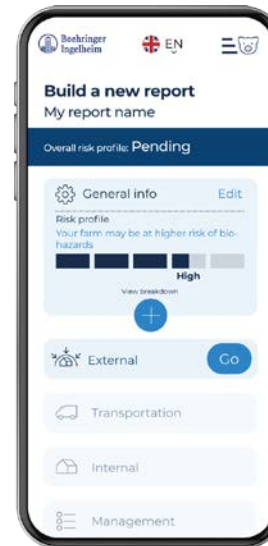 Boehringer
Ingelheim
EN
Build a new report
My report name
Overall risk profile: Pending
General info
Edit
Risk profile
Your farm may be at higher risk of bio-
hazards
High
View breakdown
External
Go
Transportation
Internal
Management